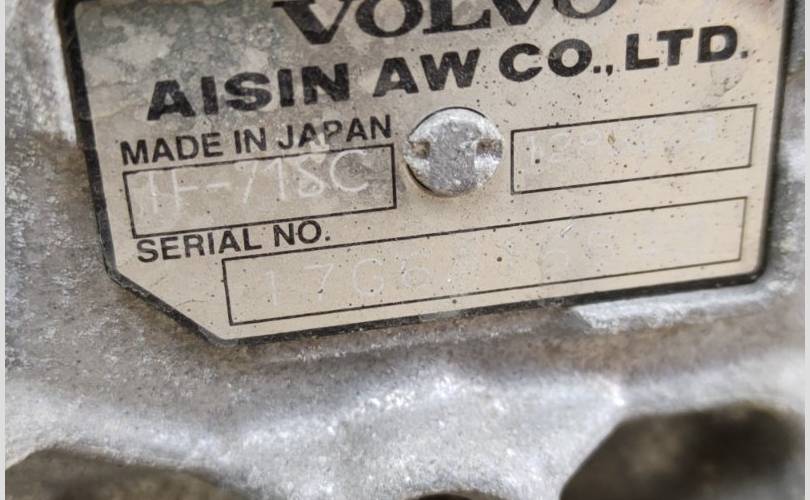 VOLVO
AISIN AW CO., LTD.
MADE IN JAPAN
TF-71SC
SERIAL NO.